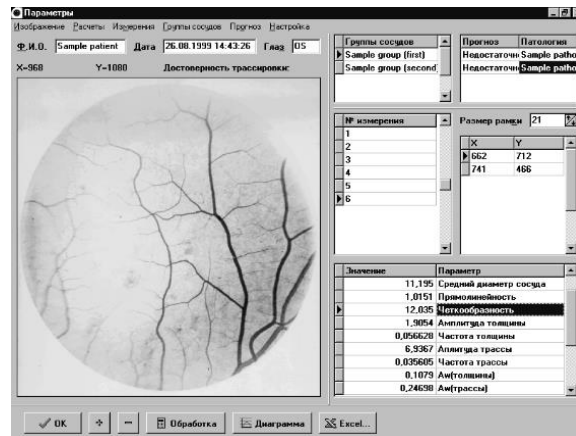 Параметры
Изображение Расчеты Измерения Группы сосудов Прогноз Настройка
Ф.И.О. Sample patient Дата 26.08.1999 14:43:26 Глаз OS
X=968 Y=1080 Достоверность трассировки:
Группы сосудов
Sample group (first)
Sample group (second
Прогноз Патология
Недостаточн Sample patho
Недостаточн Sample patho
№ измерения
1
2
3
4
5
6
Размер рамки 21
X Y
662 712
741 466
Значение Параметр
11,195 Средний диаметр сосуда
1,0151 Прямолинейность
12,035 Четкообразность
1,9054 Амплитуда толщины
0,056628 Частота толщины
6,9367 Аплитуда трассы
0,035605 Частота трассы
0,1079 Aw(толщины)
0,24698 Aw(трассы)
OK + − Обработка Диаграмма Excel...